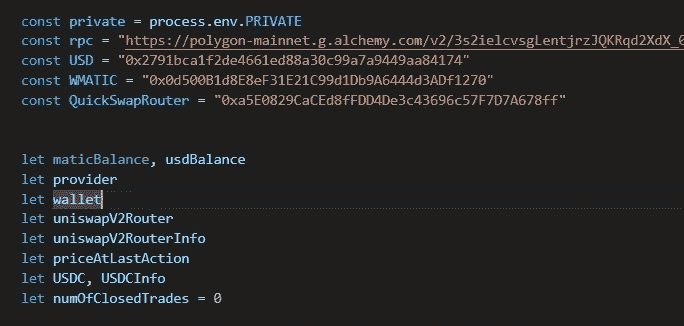 const private = process.env.PRIVATE
const rpc = "https://polygon-mainnet.g.alchemy.com/v2/3s2ielcvsgLentjrzJQKRqd2XdX_0
const USD = "0x2791bca1f2de4661ed88a30c99a7a9449aa84174"
const WMATIC = "0x0d500B1d8E8eF31E21C99d1Db9A6444d3ADf1270"
const QuickSwapRouter = "0xa5E0829CaCEd8fFDD4De3c43696c57F7D7A678ff"
let maticBalance, usdBalance
let provider
let wallet
let uniswapV2Router
let uniswapV2RouterInfo
let priceAtLastAction
let USDC, USDCInfo
let numOfClosedTrades = 0